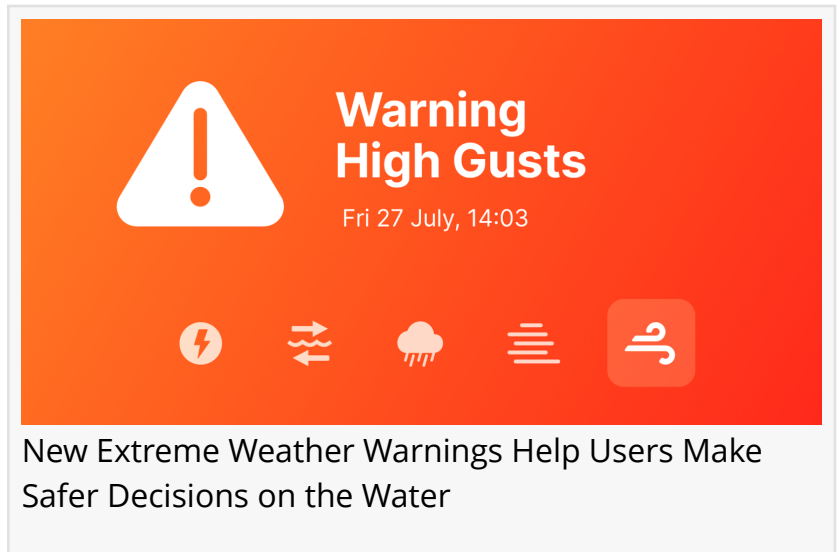 Warning
High Gusts
Fri 27 July, 14:03
New Extreme Weather Warnings Help Users Make
Safer Decisions on the Water